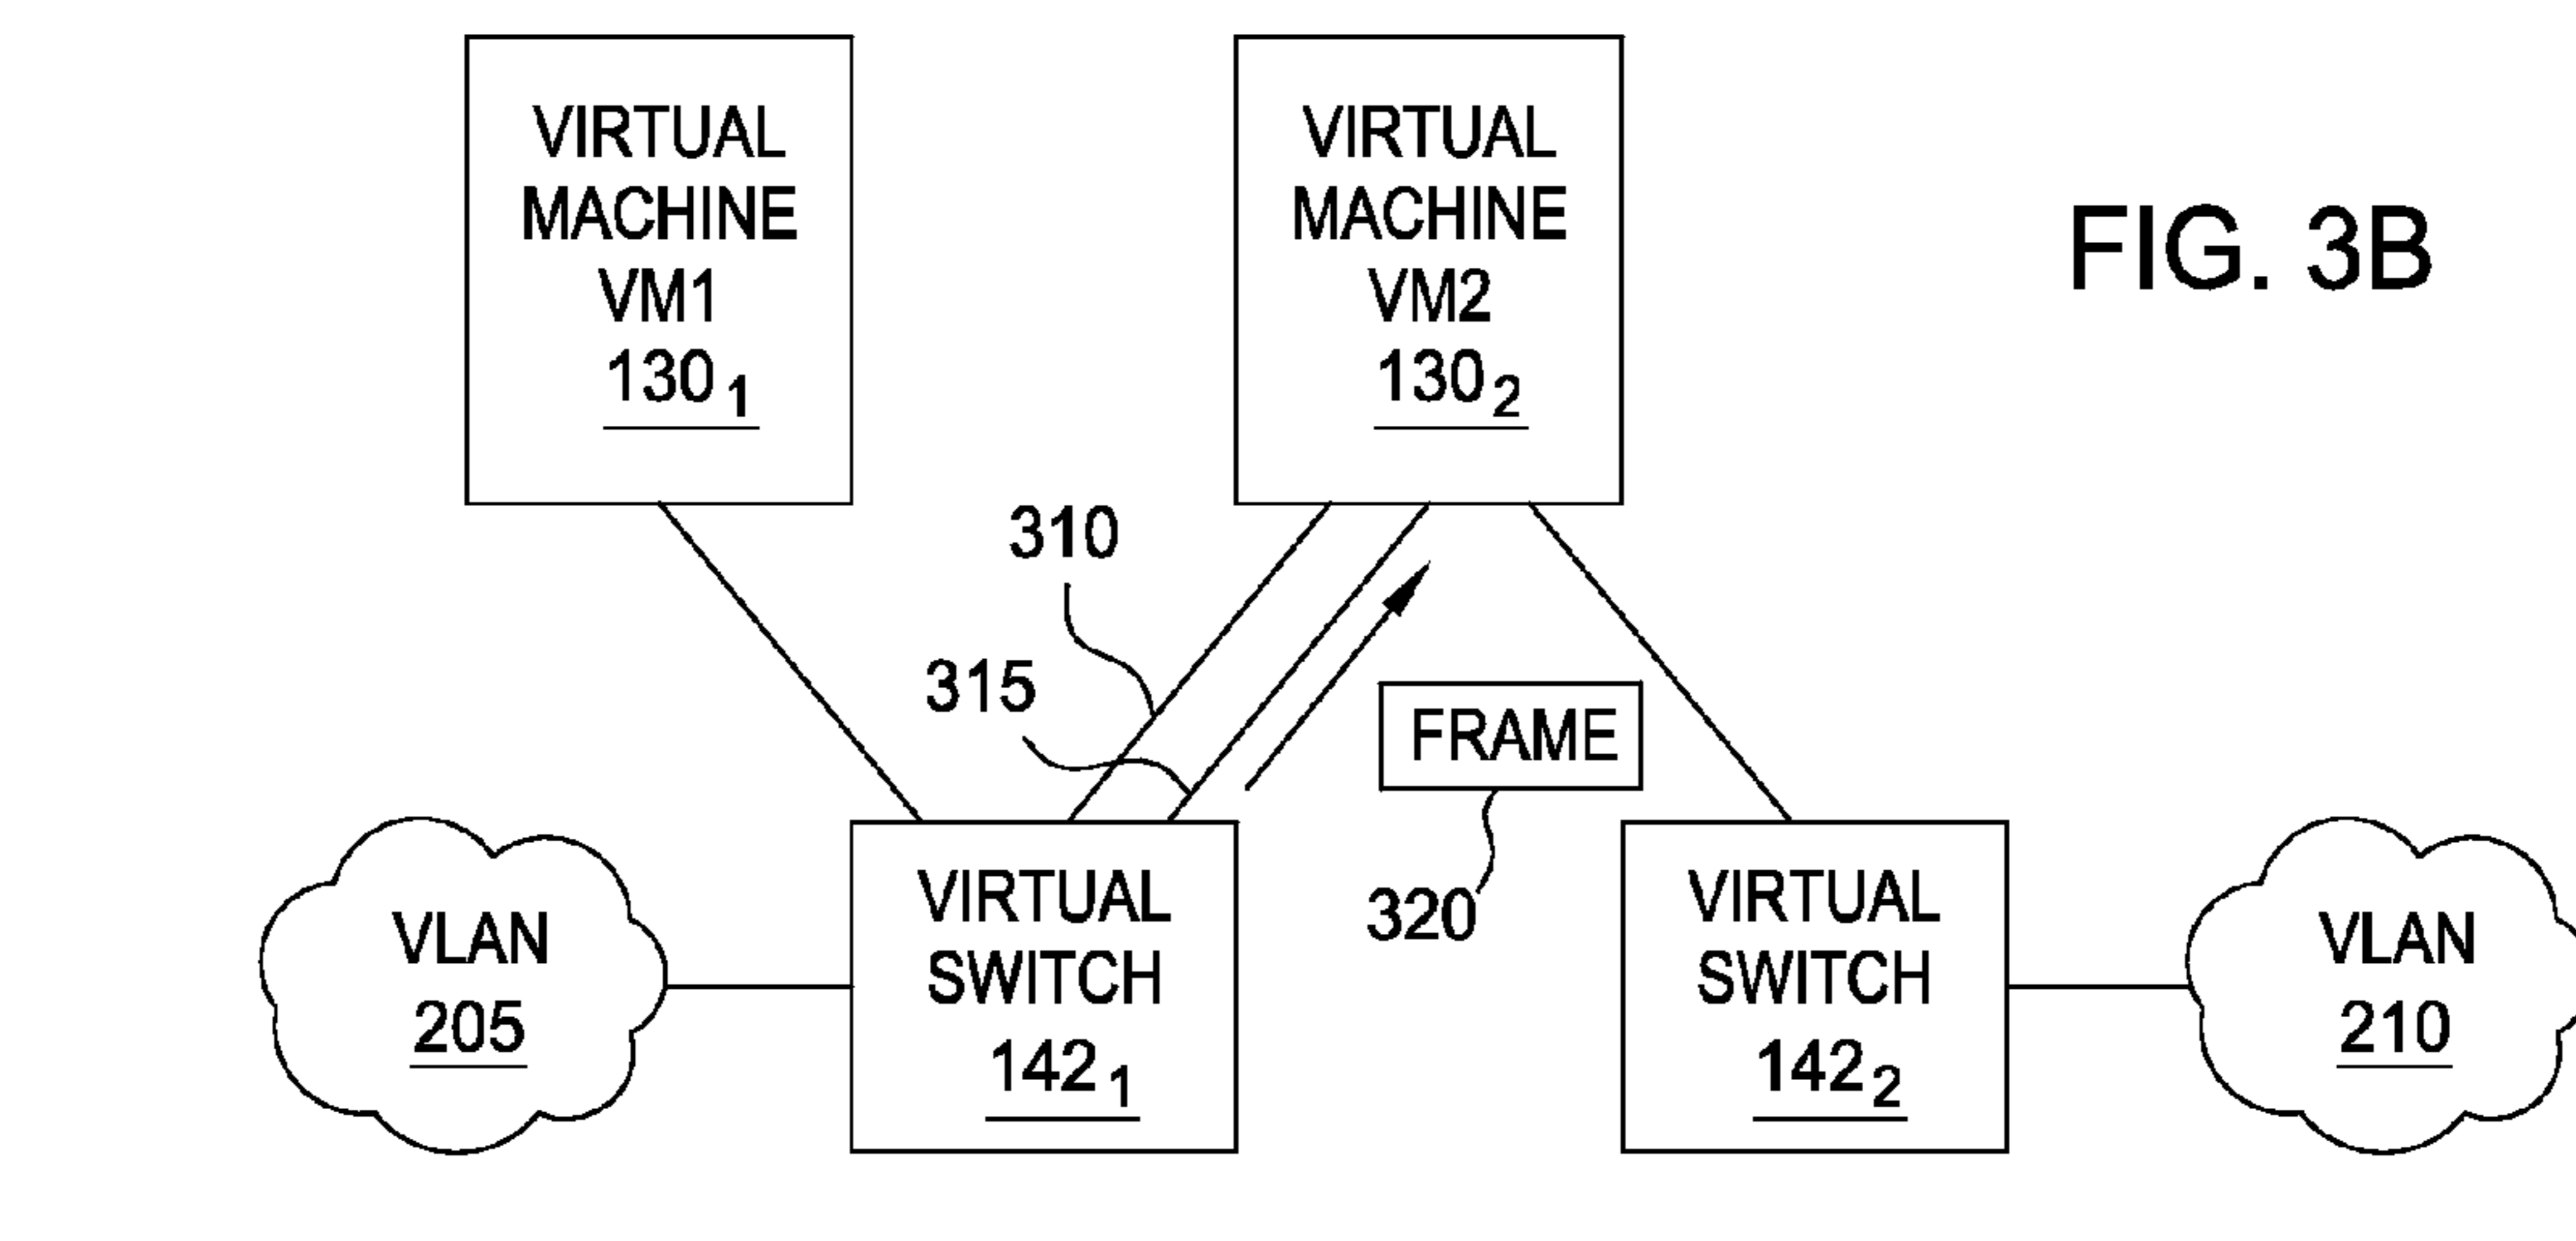 VIRTUAL
MACHINE
VM1
130 1
VIRTUAL
MACHINE
VM2
130 2
FIG. 3B
310
315
FRAME
320
VLAN
205
VIRTUAL
SWITCH
142 1
VIRTUAL
SWITCH
142 2
VLAN
210